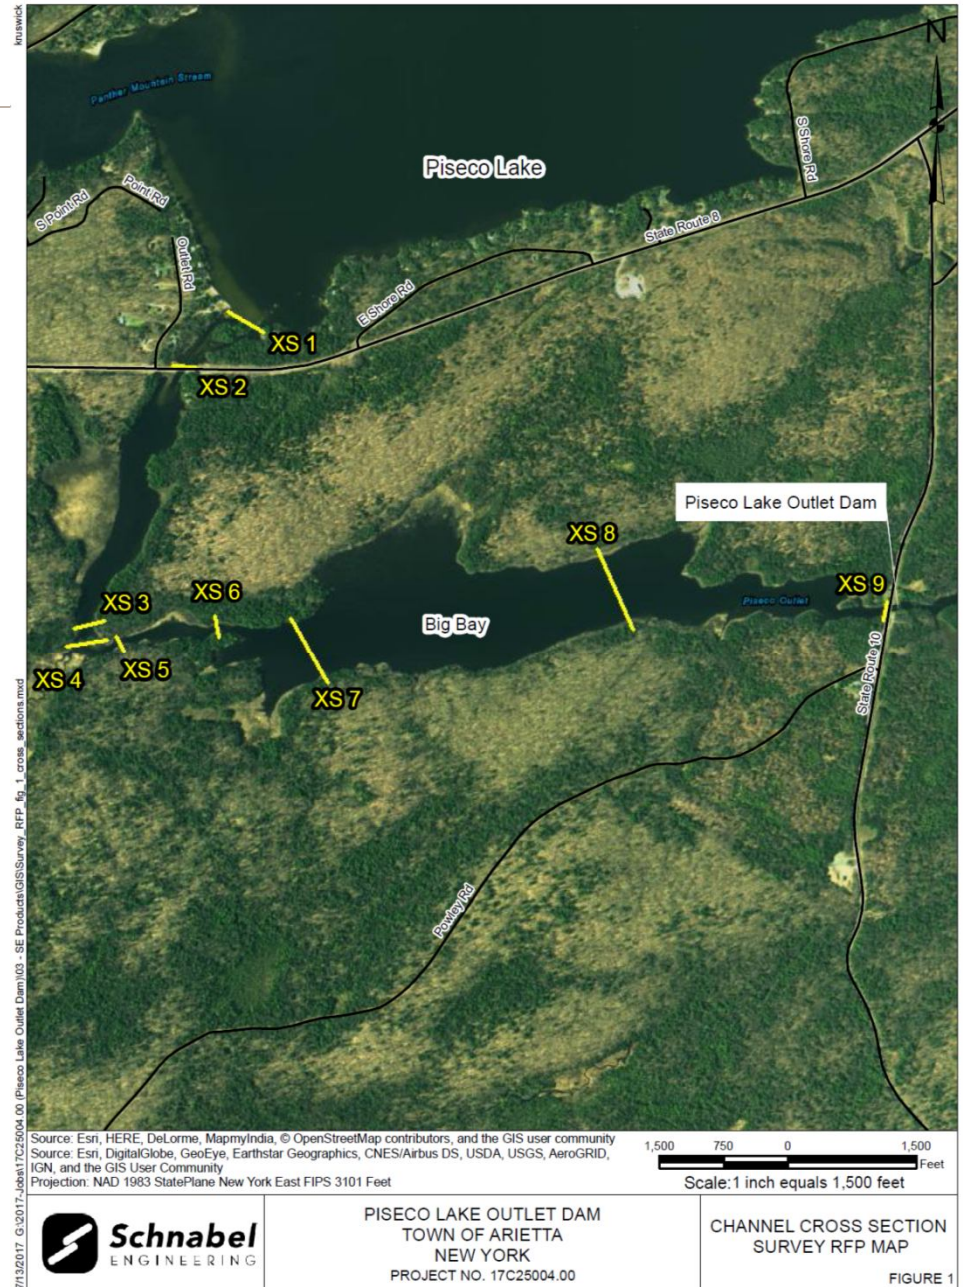 kruswick
N
Panther Mountain Stream
Piseco Lake
S Shore Rd
S Point Rd
Point Rd
State Route 8
Outlet Rd
E Shore Rd
XS 1
XS 2
Piseco Lake Outlet Dam
XS 8
XS 9
XS 6
XS 3
Piseco Outlet
Big Bay
XS 5
XS 4
XS 7
State Route 10
Powley Rd
7/13/2017 G:\2017-Jobs\17C25004.00 (Piseco Lake Outlet Dam)\03 - SE Products\GIS\Survey_RFP_fig_1_cross_sections.mxd
Source: Esri, HERE, DeLorme, MapmyIndia, © OpenStreetMap contributors, and the GIS user community
Source: Esri, DigitalGlobe, GeoEye, Earthstar Geographics, CNES/Airbus DS, USDA, USGS, AeroGRID,
IGN, and the GIS User Community
Projection: NAD 1983 StatePlane New York East FIPS 3101 Feet
1,500 750 0 1,500
Feet
Scale:1 inch equals 1,500 feet
Schnabel
ENGINEERING
PISECO LAKE OUTLET DAM
TOWN OF ARIETTA
NEW YORK
PROJECT NO. 17C25004.00
CHANNEL CROSS SECTION
SURVEY RFP MAP
FIGURE 1